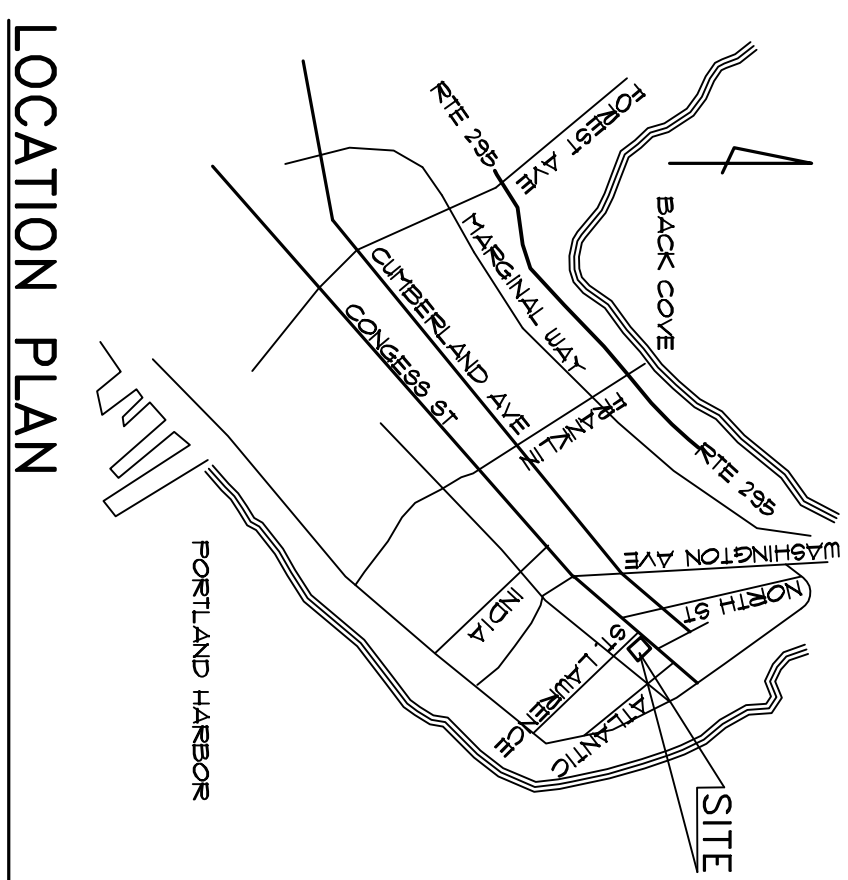 LOCATION PLAN
RTE 295
FOREST AVE
BACK COVE
MARGINAL WAY
CUMBERLAND AVE
CONGESS ST
FRANKLIN
RTE 295
WASHINGTON AVE
NORTH ST
INDIA
ST. LAWRENCE
ATLANTIC
PORTLAND HARBOR
SITE